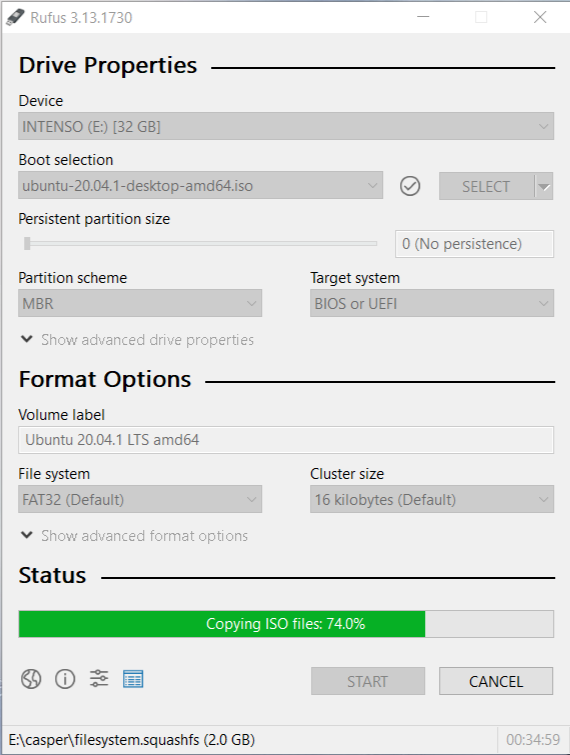 Rufus 3.13.1730
Drive Properties
Device
INTENSO (E:) [32 GB]
Boot selection
ubuntu-20.04.1-desktop-amd64.iso
SELECT
Persistent partition size
0 (No persistence)
Partition scheme
Target system
MBR
BIOS or UEFI
Show advanced drive properties
Format Options
Volume label
Ubuntu 20.04.1 LTS amd64
File system
Cluster size
FAT32 (Default)
16 kilobytes (Default)
Show advanced format options
Status
Copying ISO files: 74.0%
START
CANCEL
E:\casper\filesystem.squashfs (2.0 GB)
00:34:59